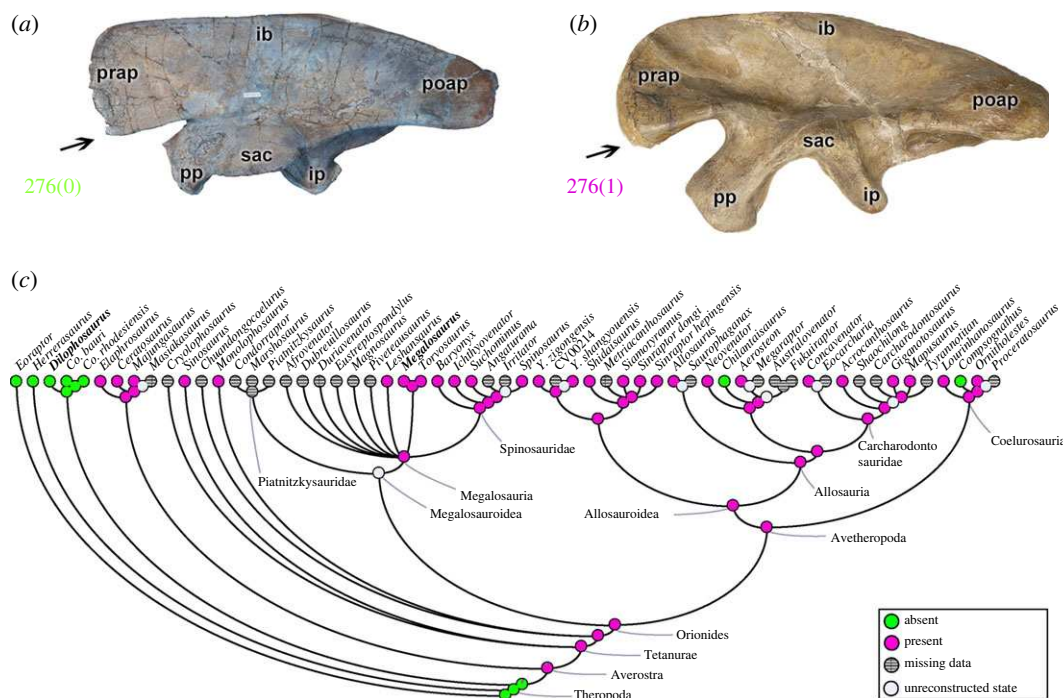 (a)
ib
prap
poap
sac
pp
ip
276(0)
(b)
ib
prap
poap
sac
pp
ip
276(1)
(c)
Eoraptor
Herrerasaurus
Dilophosaurus
Co. bauri
Co. rhodesiensis
Elaphrosaurus
Ceratosaurus
Majungasaurus
Masiakasaurus
Cryolophosaurus
Sinosaurus
Chuandongocoelurus
Monolophosaurus
Condorraptor
Marshosaurus
Piatnitzkysaurus
Afrovenator
Dubreuillosaurus
Duriavenator
Eustreptospondylus
Magnosaurus
Piveteausaurus
Leshansaurus
Megalosaurus
Torvosaurus
Baryonyx
Ichthyovenator
Suchomimus
Angaturama
Irritator
Spinosaurus
Y. zigongensis
CV00214
Y. shangyouensis
Shidaisaurus
Metriacanthosaurus
Siamotyrannus
Sinraptor dongi
Sinraptor hepingensis
Allosaurus
Saurophaganax
Neovenator
Chilantaisaurus
Aerosteon
Megaraptor
Australovenator
Fukuiraptor
Concavenator
Eocarcharia
Acrocanthosaurus
Shaochilong
Carcharodontosaurus
Giganotosaurus
Mapusaurus
Tyrannotitan
Lourinhanosaurus
Compsognathus
Ornitholestes
Proceratosaurus
Spinosauridae
Piatnitzkysauridae
Megalosauria
Megalosauroidea
Carcharodonto
sauridae
Coelurosauria
Allosauria
Allosauroidea
Avetheropoda
Orionides
Tetanurae
Averostra
Theropoda
absent
present
missing data
unreconstructed state